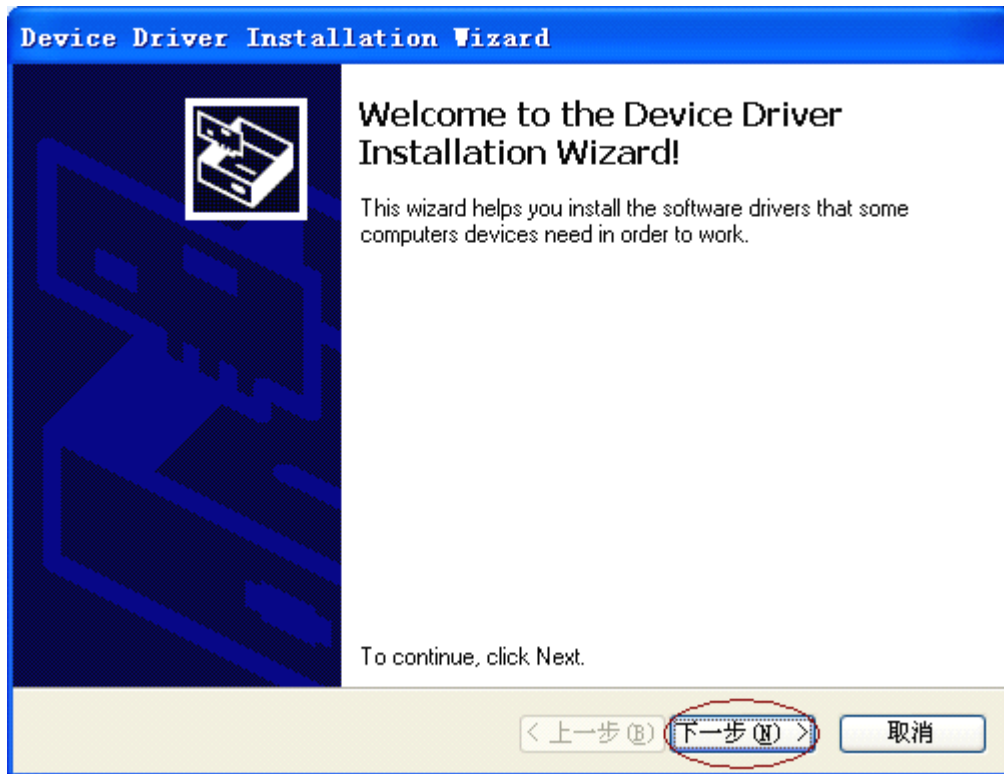 Device Driver Installation Wizard
Welcome to the Device Driver
Installation Wizard!
This wizard helps you install the software drivers that some
computers devices need in order to work.
To continue, click Next.
< 上一步(B) 下一步(N) > 取消